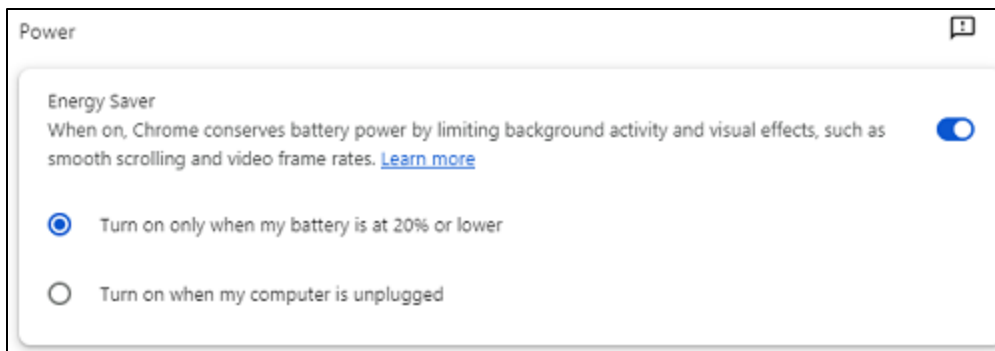 Power
Energy Saver
When on, Chrome conserves battery power by limiting background activity and visual effects, such as
smooth scrolling and video frame rates. Learn more
Turn on only when my battery is at 20% or lower
Turn on when my computer is unplugged